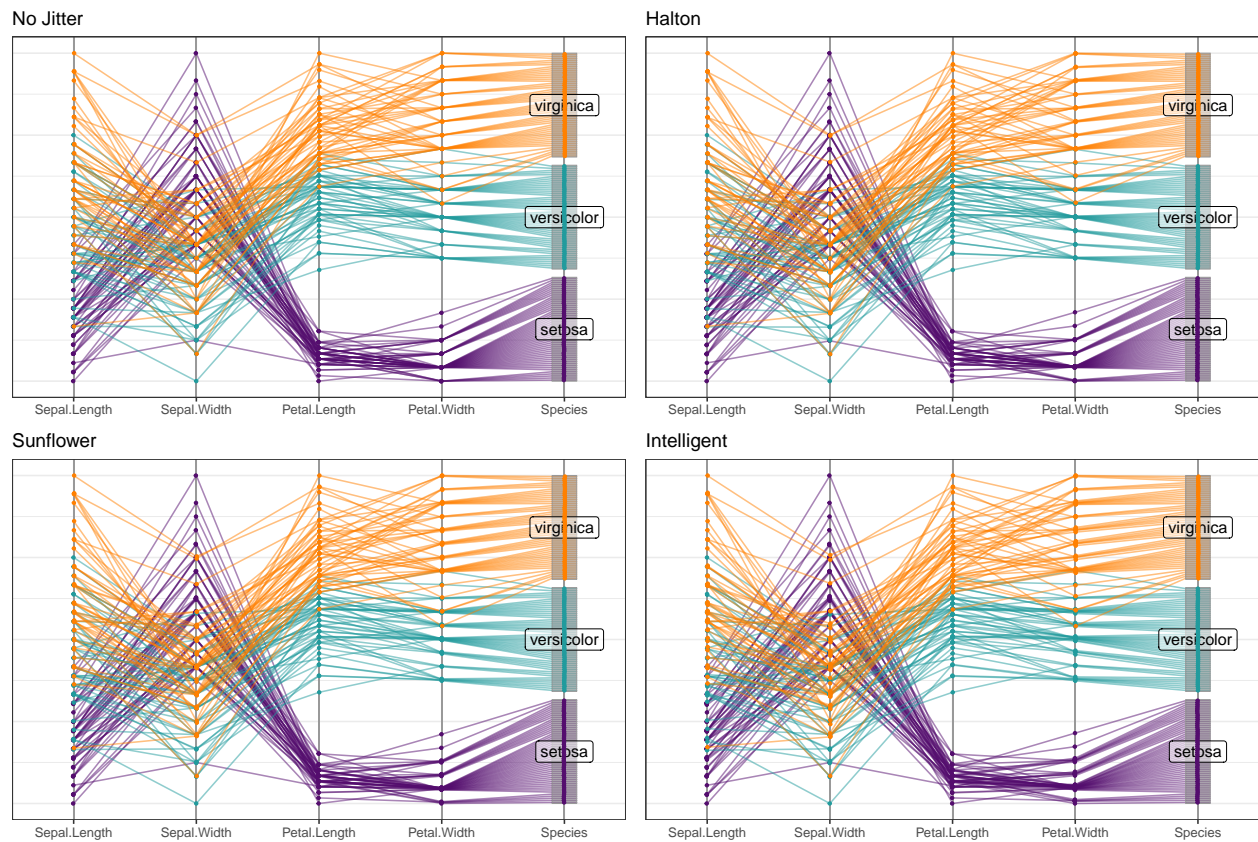 No Jitter
virginica
versicolor
setosa
Sepal.Length Sepal.Width Petal.Length Petal.Width Species
Halton
virginica
versicolor
setosa
Sepal.Length Sepal.Width Petal.Length Petal.Width Species
Sunflower
virginica
versicolor
setosa
Sepal.Length Sepal.Width Petal.Length Petal.Width Species
Intelligent
virginica
versicolor
setosa
Sepal.Length Sepal.Width Petal.Length Petal.Width Species